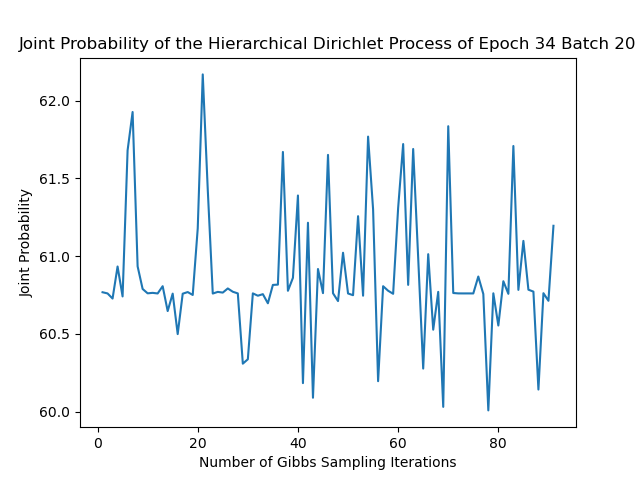 Joint Probability of the Hierarchical Dirichlet Process of Epoch 34 Batch 20
62.0
61.5
61.0
60.5
60.0
Joint Probability
0 20 40 60 80
Number of Gibbs Sampling Iterations